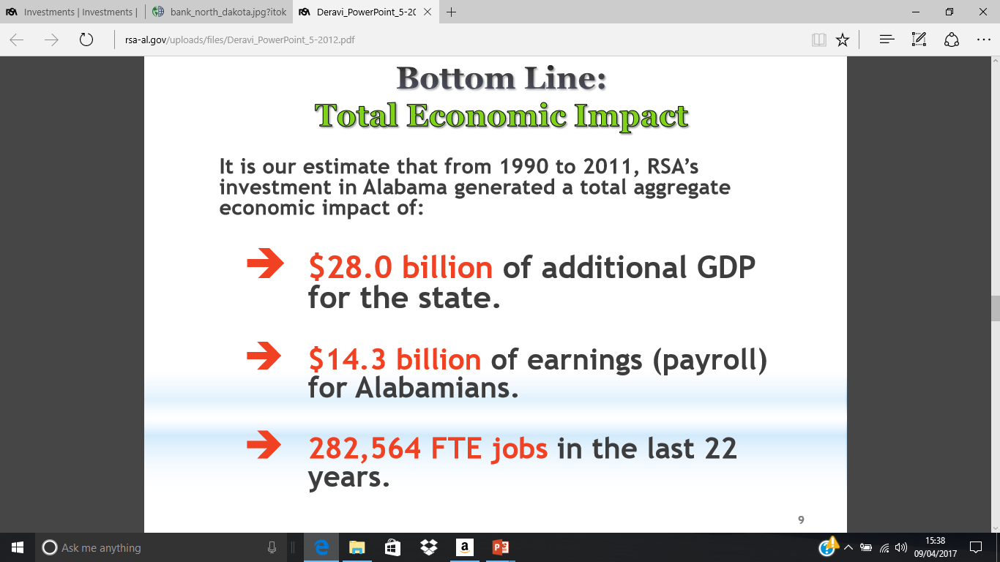 RSA Investments | Investments |
bank_north_dakota.jpg?itok
RSA Deravi_PowerPoint_5-20
rsa-al.gov/uploads/files/Deravi_PowerPoint_5-2012.pdf
Bottom Line:
Total Economic Impact
It is our estimate that from 1990 to 2011, RSA’s
investment in Alabama generated a total aggregate
economic impact of:
$28.0 billion of additional GDP
for the state.
$14.3 billion of earnings (payroll)
for Alabamians.
282,564 FTE jobs in the last 22
years.
9
Ask me anything
15:38
09/04/2017